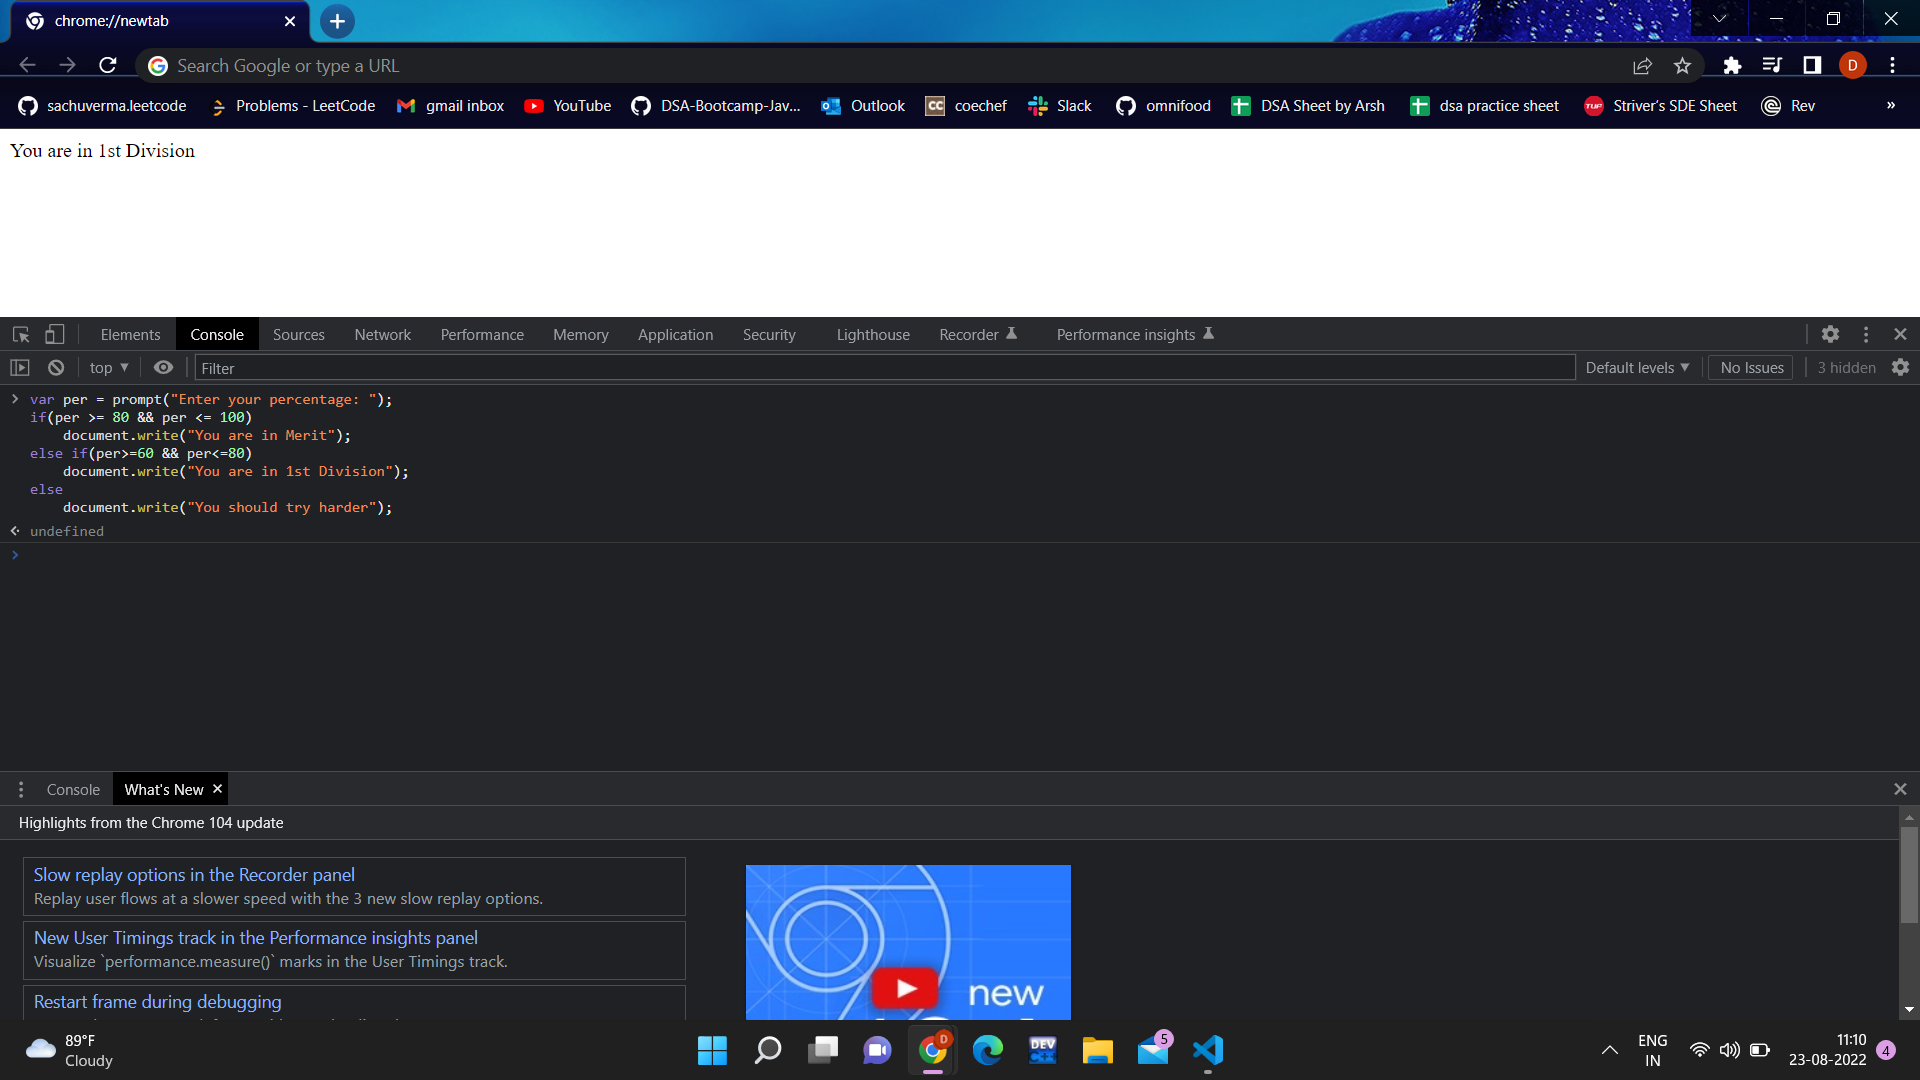 chrome://newtab
Search Google or type a URL
D
sachuverma.leetcode
Problems - LeetCode
gmail inbox
YouTube
DSA-Bootcamp-Jav...
Outlook
CC coechef
Slack
omnifood
DSA Sheet by Arsh
dsa practice sheet
TUF Striver's SDE Sheet
Rev
»
You are in 1st Division
Elements
Console
Sources
Network
Performance
Memory
Application
Security
Lighthouse
Recorder
Performance insights
top
Filter
Default levels
No Issues
3 hidden
var per = prompt("Enter your percentage: ");
if(per >= 80 && per <= 100)
document.write("You are in Merit");
else if(per>=60 && per<=80)
document.write("You are in 1st Division");
else
document.write("You should try harder");
undefined
Console
What's New
Highlights from the Chrome 104 update
Slow replay options in the Recorder panel
Replay user flows at a slower speed with the 3 new slow replay options.
New User Timings track in the Performance insights panel
Visualize `performance.measure()` marks in the User Timings track.
Restart frame during debugging
new
89°F
Cloudy
D
DEV
C++
5
ENG
IN
11:10
23-08-2022
4